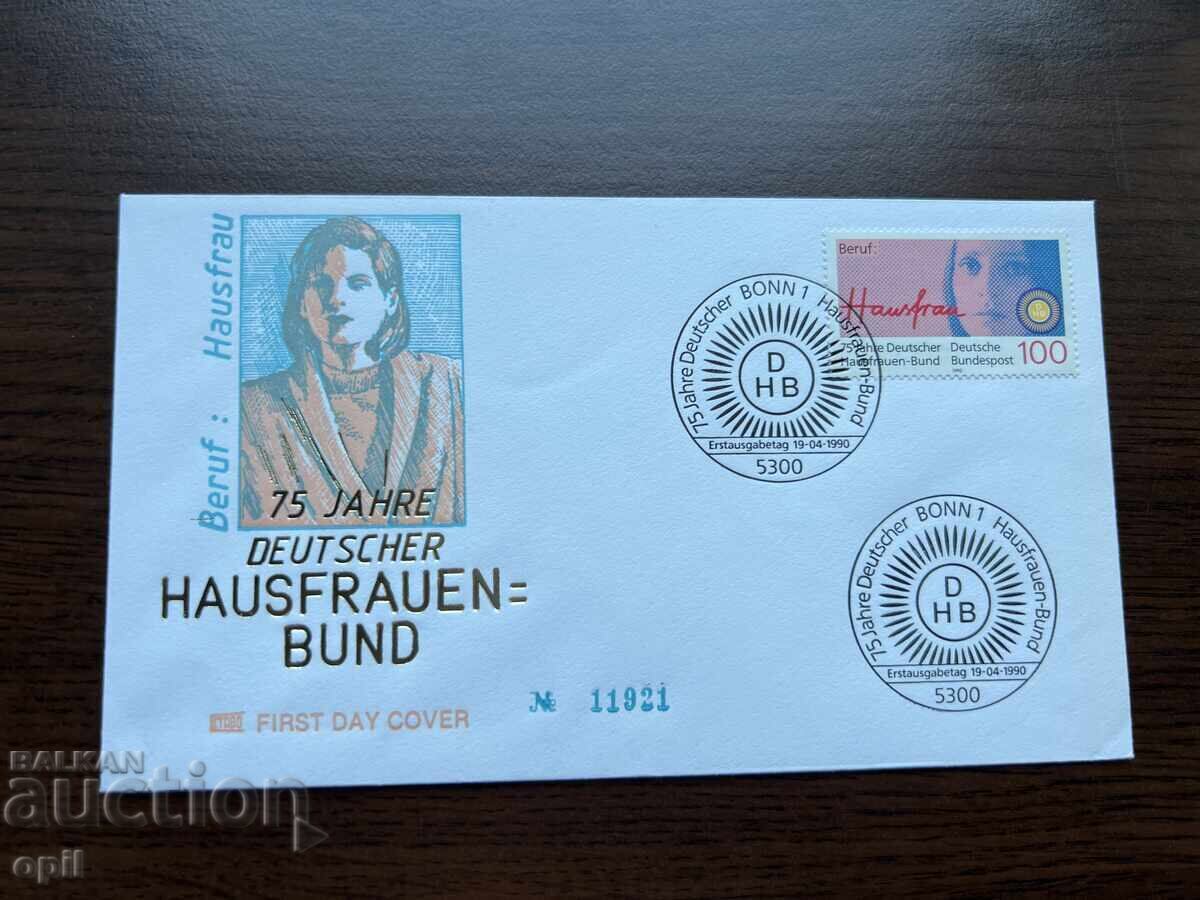 Beruf : Hausfrau
75 JAHRE
DEUTSCHER
HAUSFRAUEN=
BUND
FIRST DAY COVER
№ 11921
Beruf:
Hausfrau
75 Jahre Deutscher
Hausfrauen-Bund
Deutsche
Bundespost
100
D
HB
75 Jahre Deutscher BONN 1 Hausfrauen-Bund
D
HB
Erstausgabetag 19-04-1990
5300
75 Jahre Deutscher BONN 1 Hausfrauen-Bund
D
HB
Erstausgabetag 19-04-1990
5300
BALKAN
auction
opil